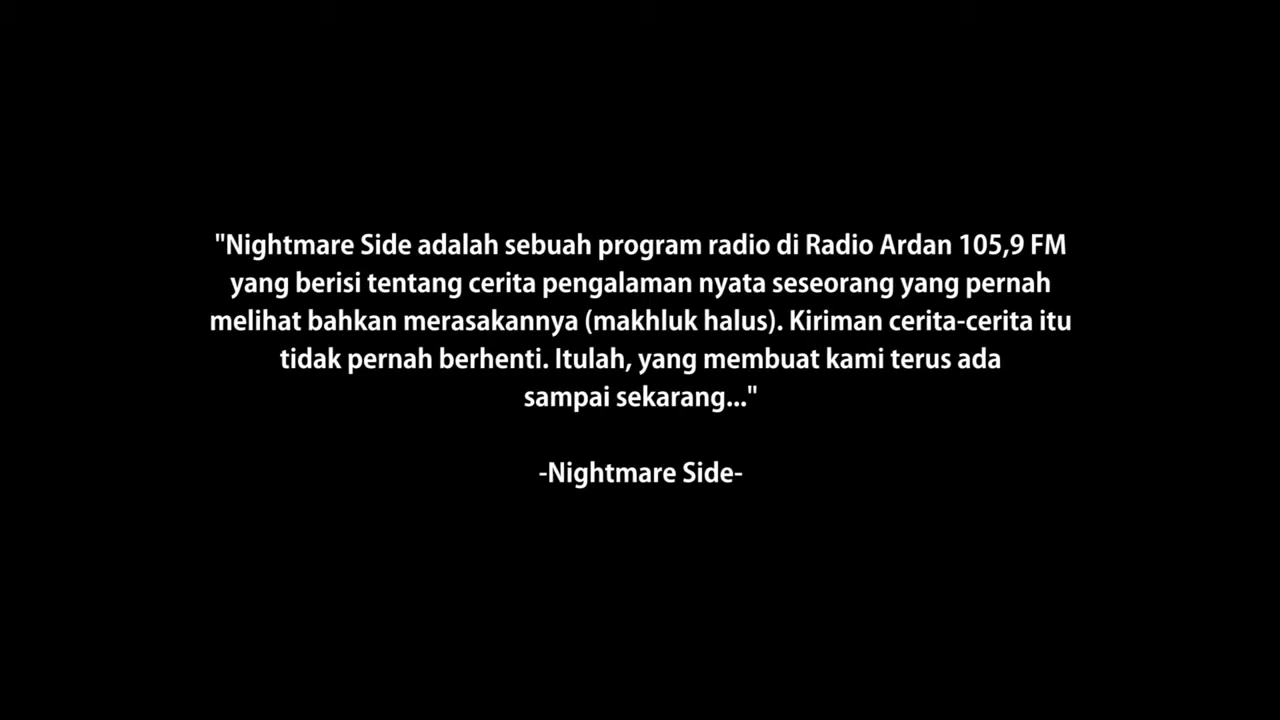 "Nightmare Side adalah sebuah program radio di Radio Ardan 105,9 FM
yang berisi tentang cerita pengalaman nyata seseorang yang pernah
melihat bahkan merasakannya (makhluk halus). Kiriman cerita-cerita itu
tidak pernah berhenti. Itulah, yang membuat kami terus ada
sampai sekarang..."
-Nightmare Side-